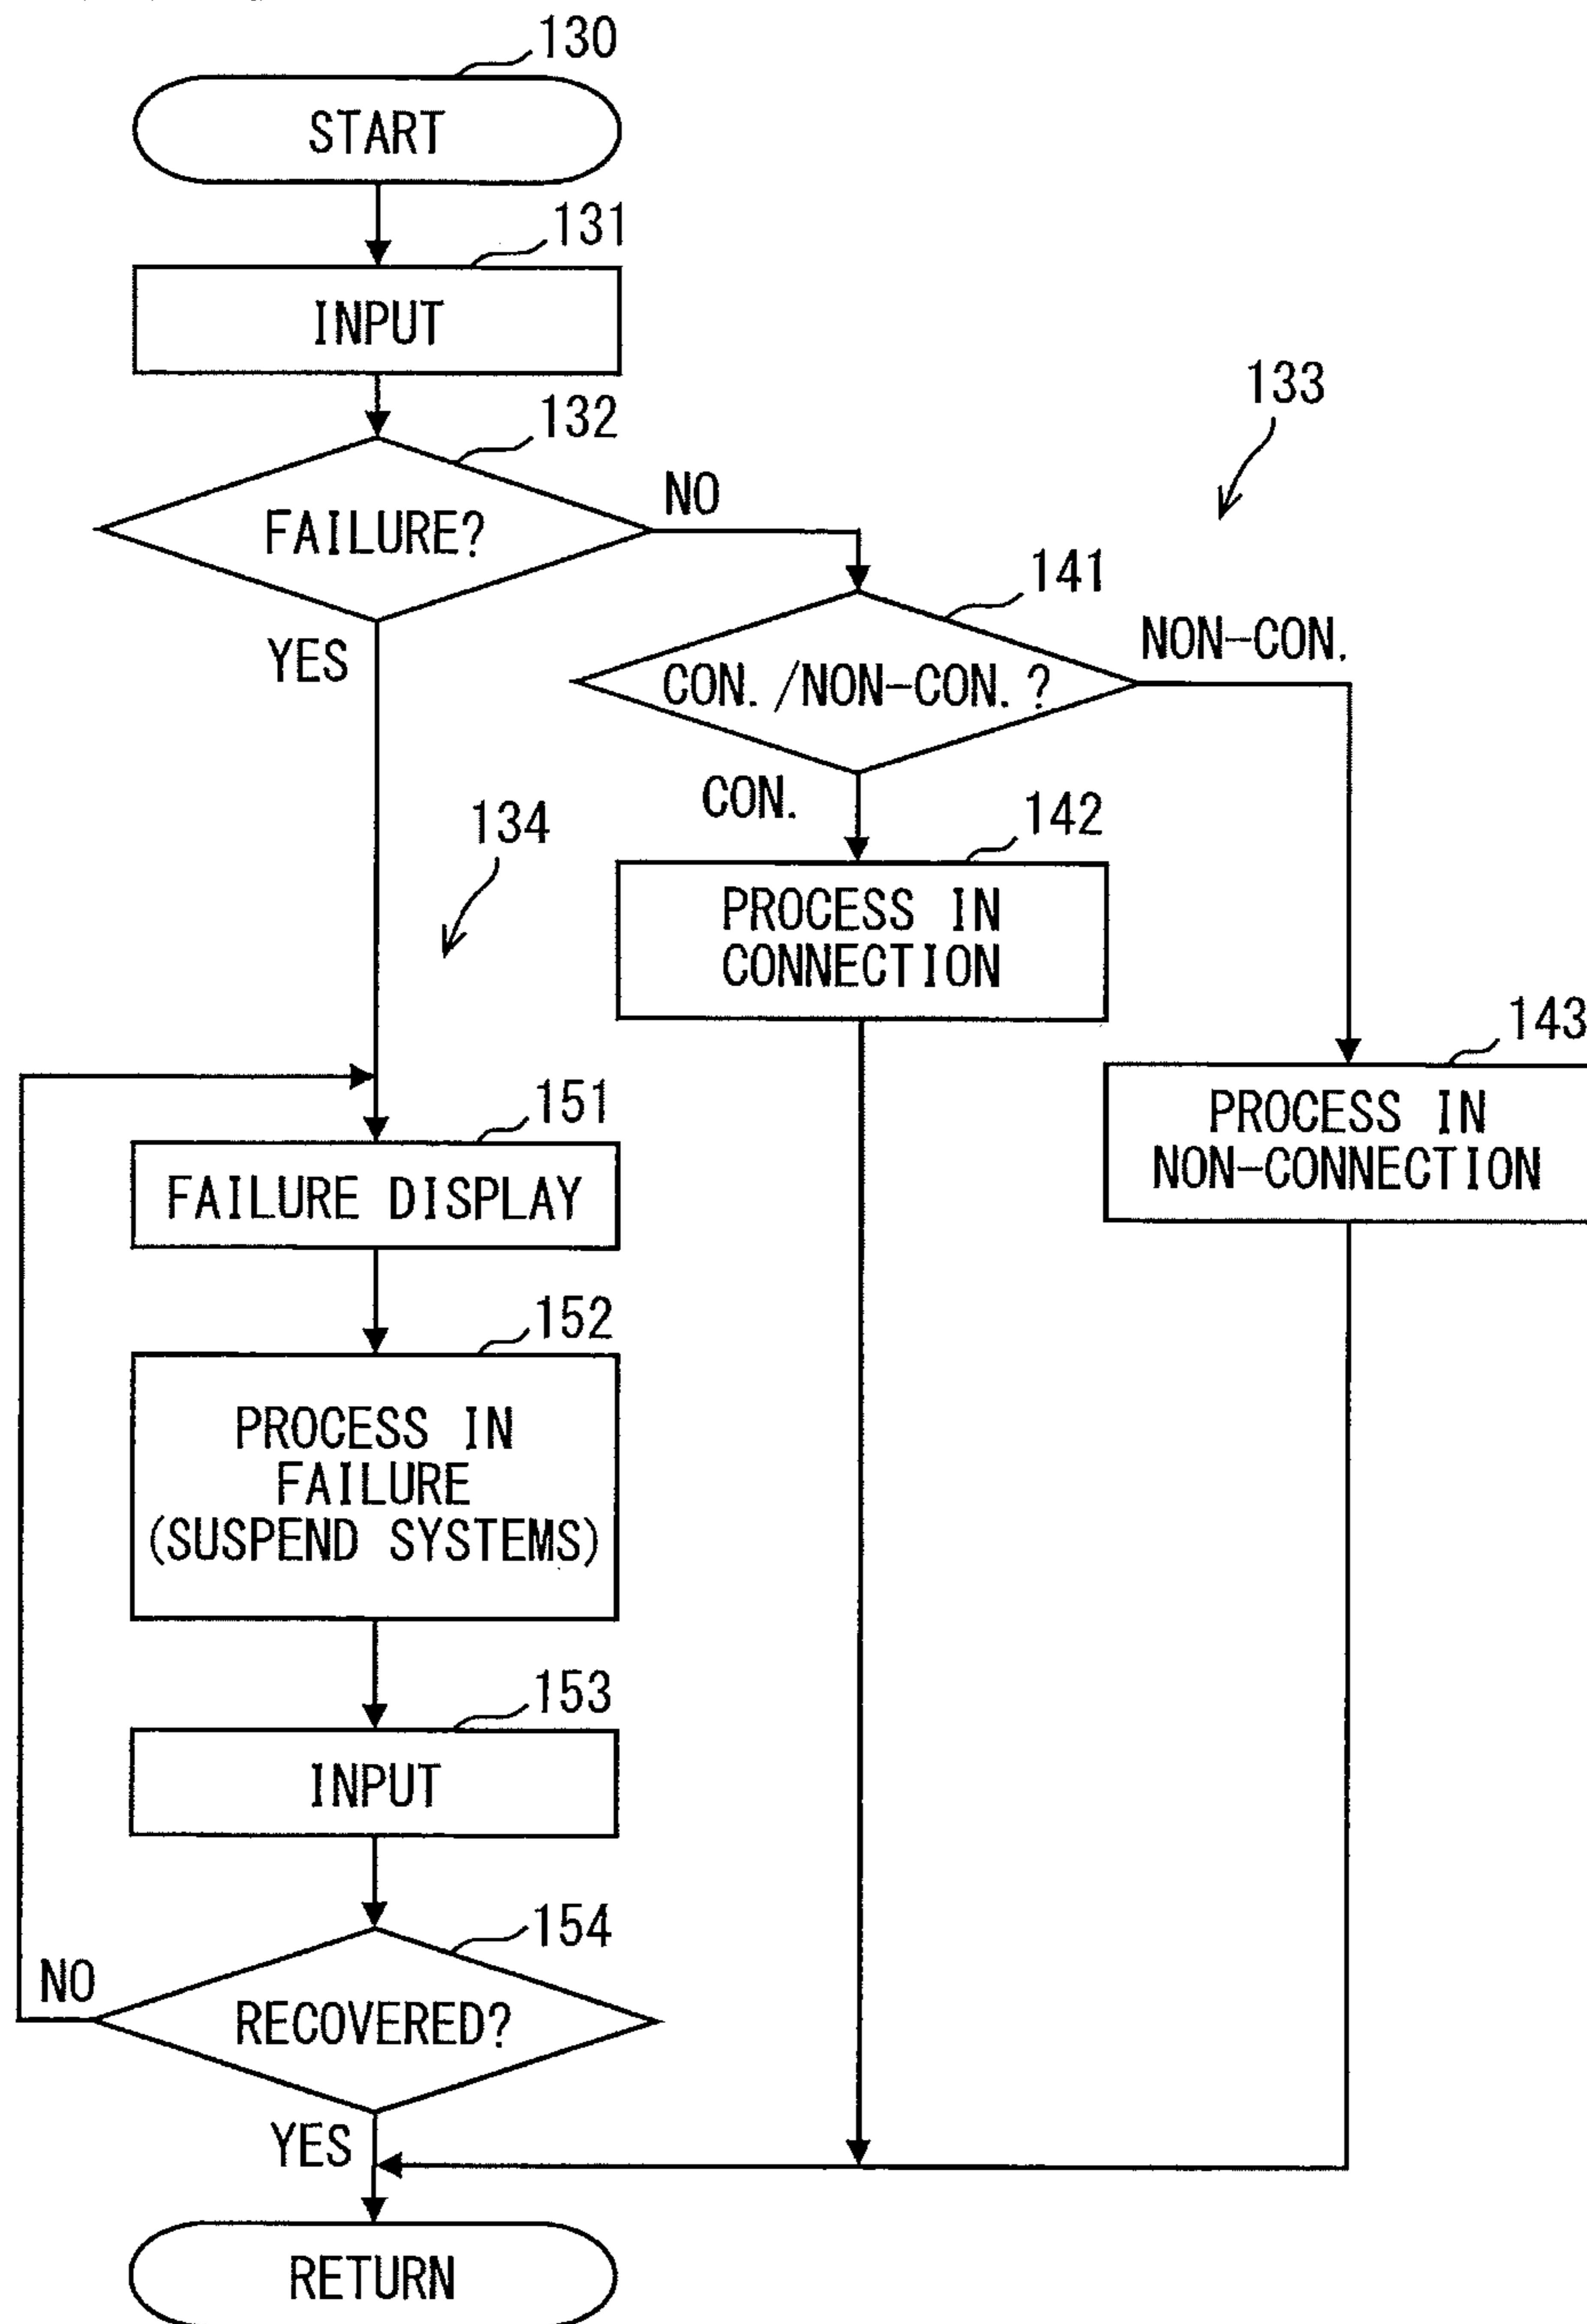 130
START
131
INPUT
132
FAILURE?
NO
YES
133
141
CON./NON-CON.?
NON-CON.
CON.
142
PROCESS IN
CONNECTION
143
PROCESS IN
NON-CONNECTION
134
151
FAILURE DISPLAY
152
PROCESS IN
FAILURE
(SUSPEND SYSTEMS)
153
INPUT
154
RECOVERED?
NO
YES
RETURN